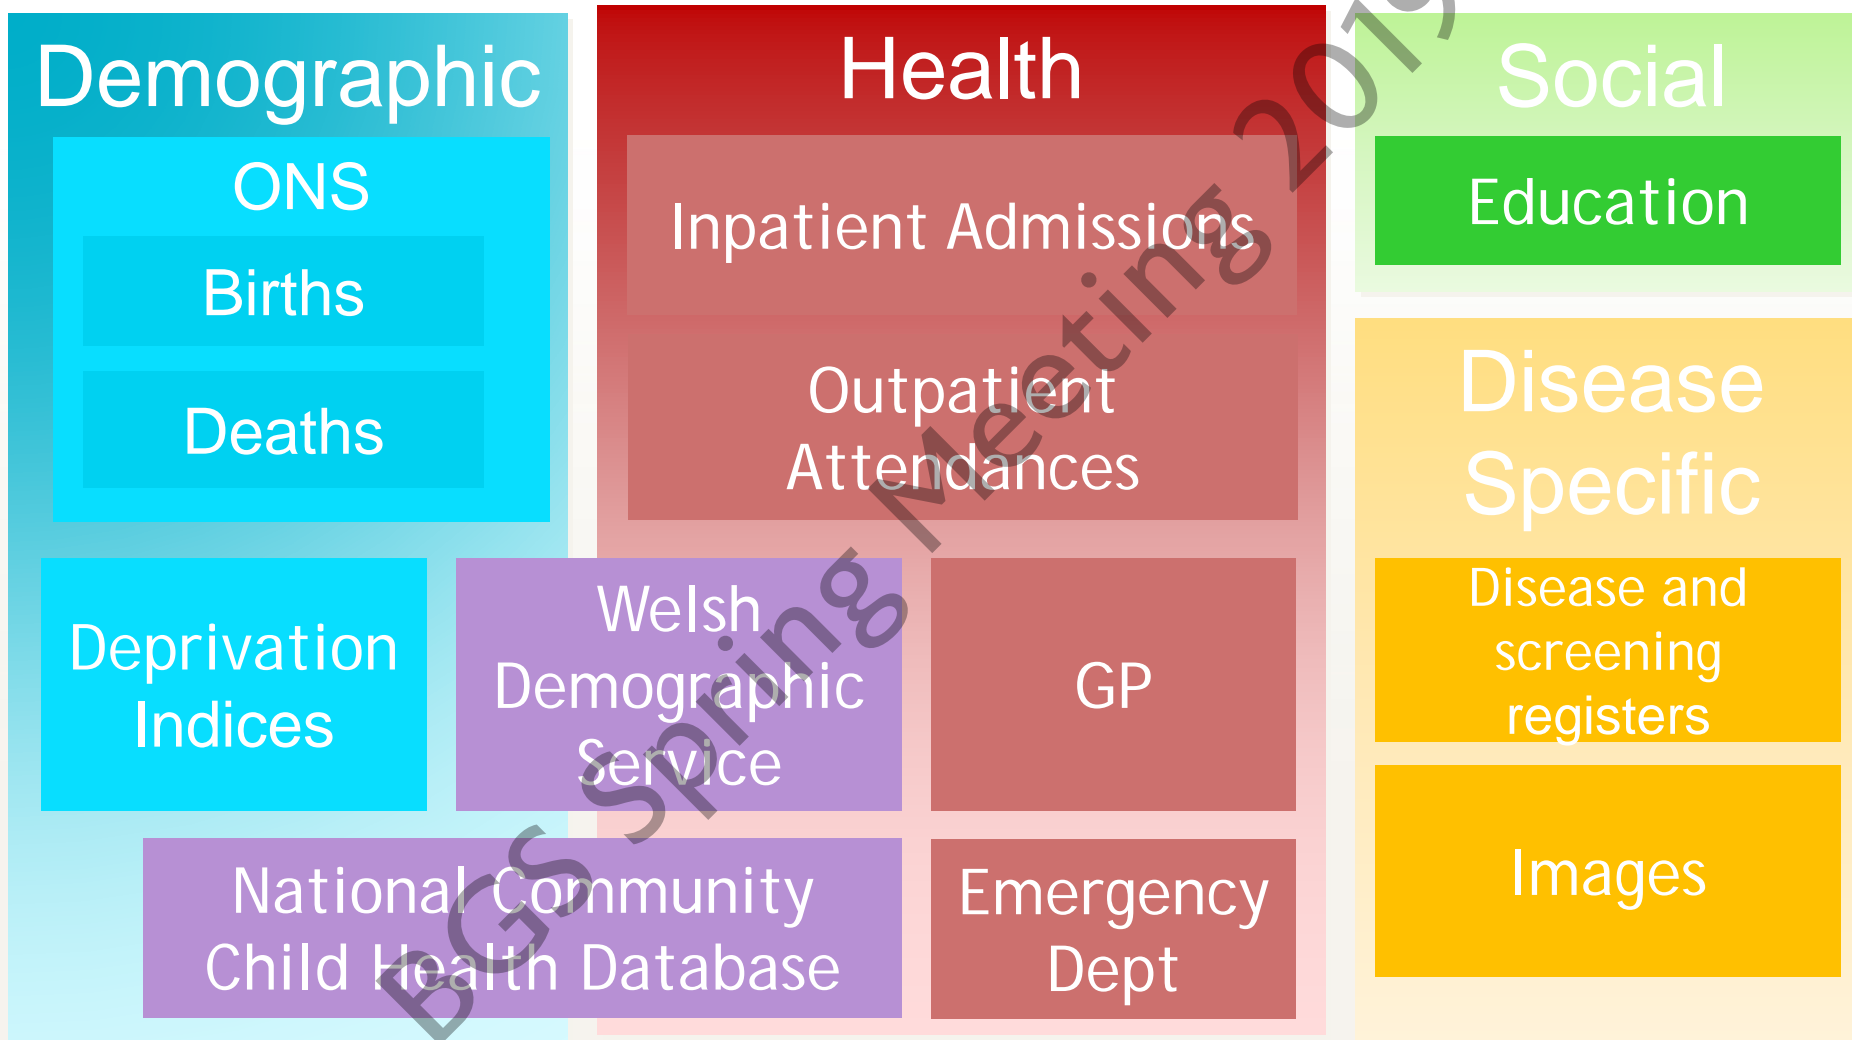 Demographic
ONS
Births
Deaths
Deprivation
Indices
Welsh
Demographic
Service
National Community
Child Health Database
Health
Inpatient Admissions
Outpatient
Attendances
GP
Emergency
Dept
Social
Education
Disease
Specific
Disease and
screening
registers
Images
BGS Spring Meeting 2019